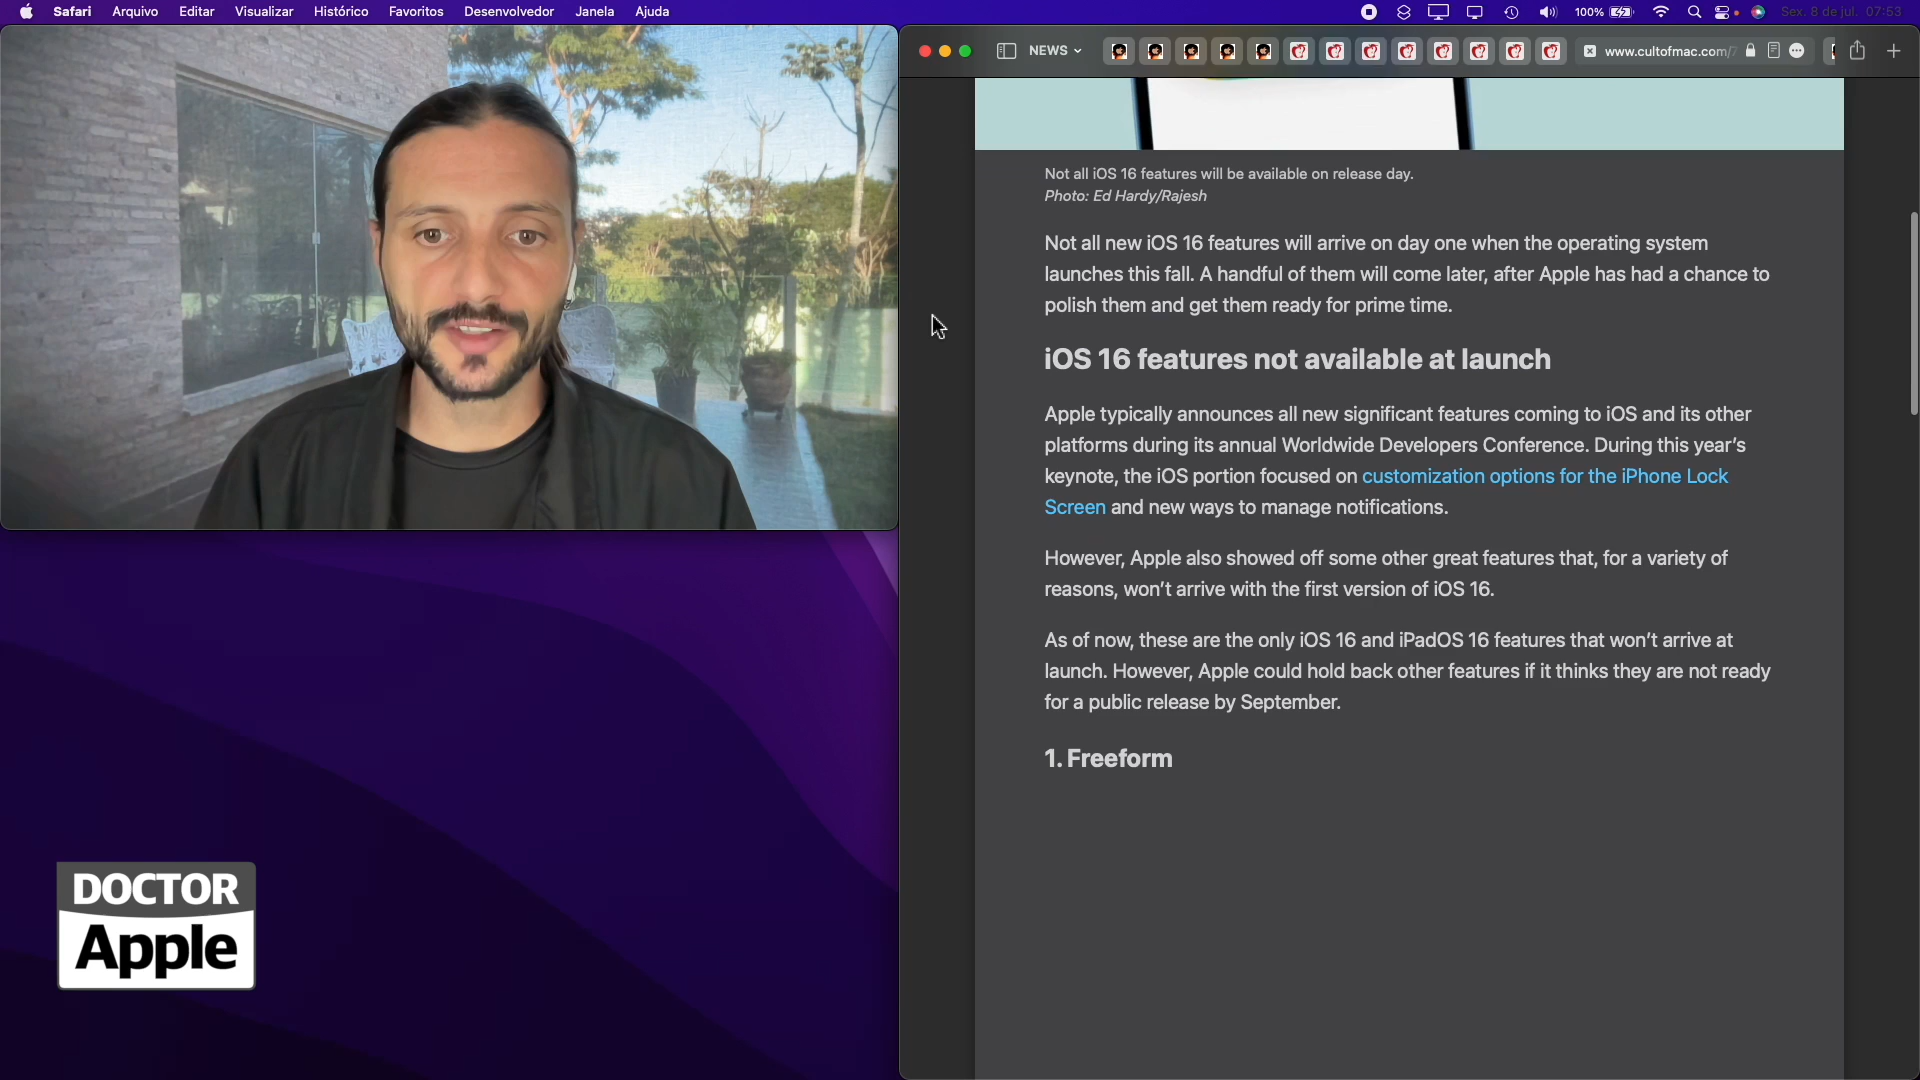 Safari Arquivo Editar Visualizar Histórico Favoritos Desenvolvedor Janela Ajuda
100%
Sex. 8 de jul. 07:53
NEWS
www.cultofmac.com/
Not all iOS 16 features will be available on release day.
Photo: Ed Hardy/Rajesh
Not all new iOS 16 features will arrive on day one when the operating system
launches this fall. A handful of them will come later, after Apple has had a chance to
polish them and get them ready for prime time.
iOS 16 features not available at launch
Apple typically announces all new significant features coming to iOS and its other
platforms during its annual Worldwide Developers Conference. During this year's
keynote, the iOS portion focused on customization options for the iPhone Lock
Screen and new ways to manage notifications.
However, Apple also showed off some other great features that, for a variety of
reasons, won't arrive with the first version of iOS 16.
As of now, these are the only iOS 16 and iPadOS 16 features that won't arrive at
launch. However, Apple could hold back other features if it thinks they are not ready
for a public release by September.
1. Freeform
DOCTOR
Apple